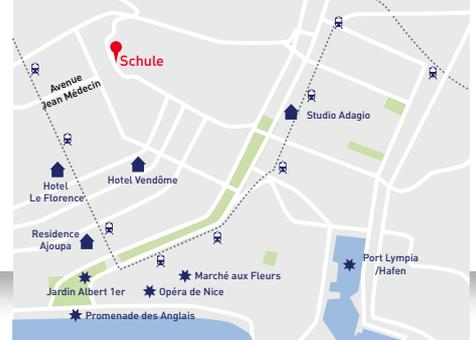 Schule
Avenue
Jean Médecin
Studio Adagio
Hotel Vendôme
Hotel
Le Florence
Residence
Ajoupa
Port Lympia
/Hafen
Marché aux Fleurs
Jardin Albert 1er
Opéra de Nice
Promenade des Anglais